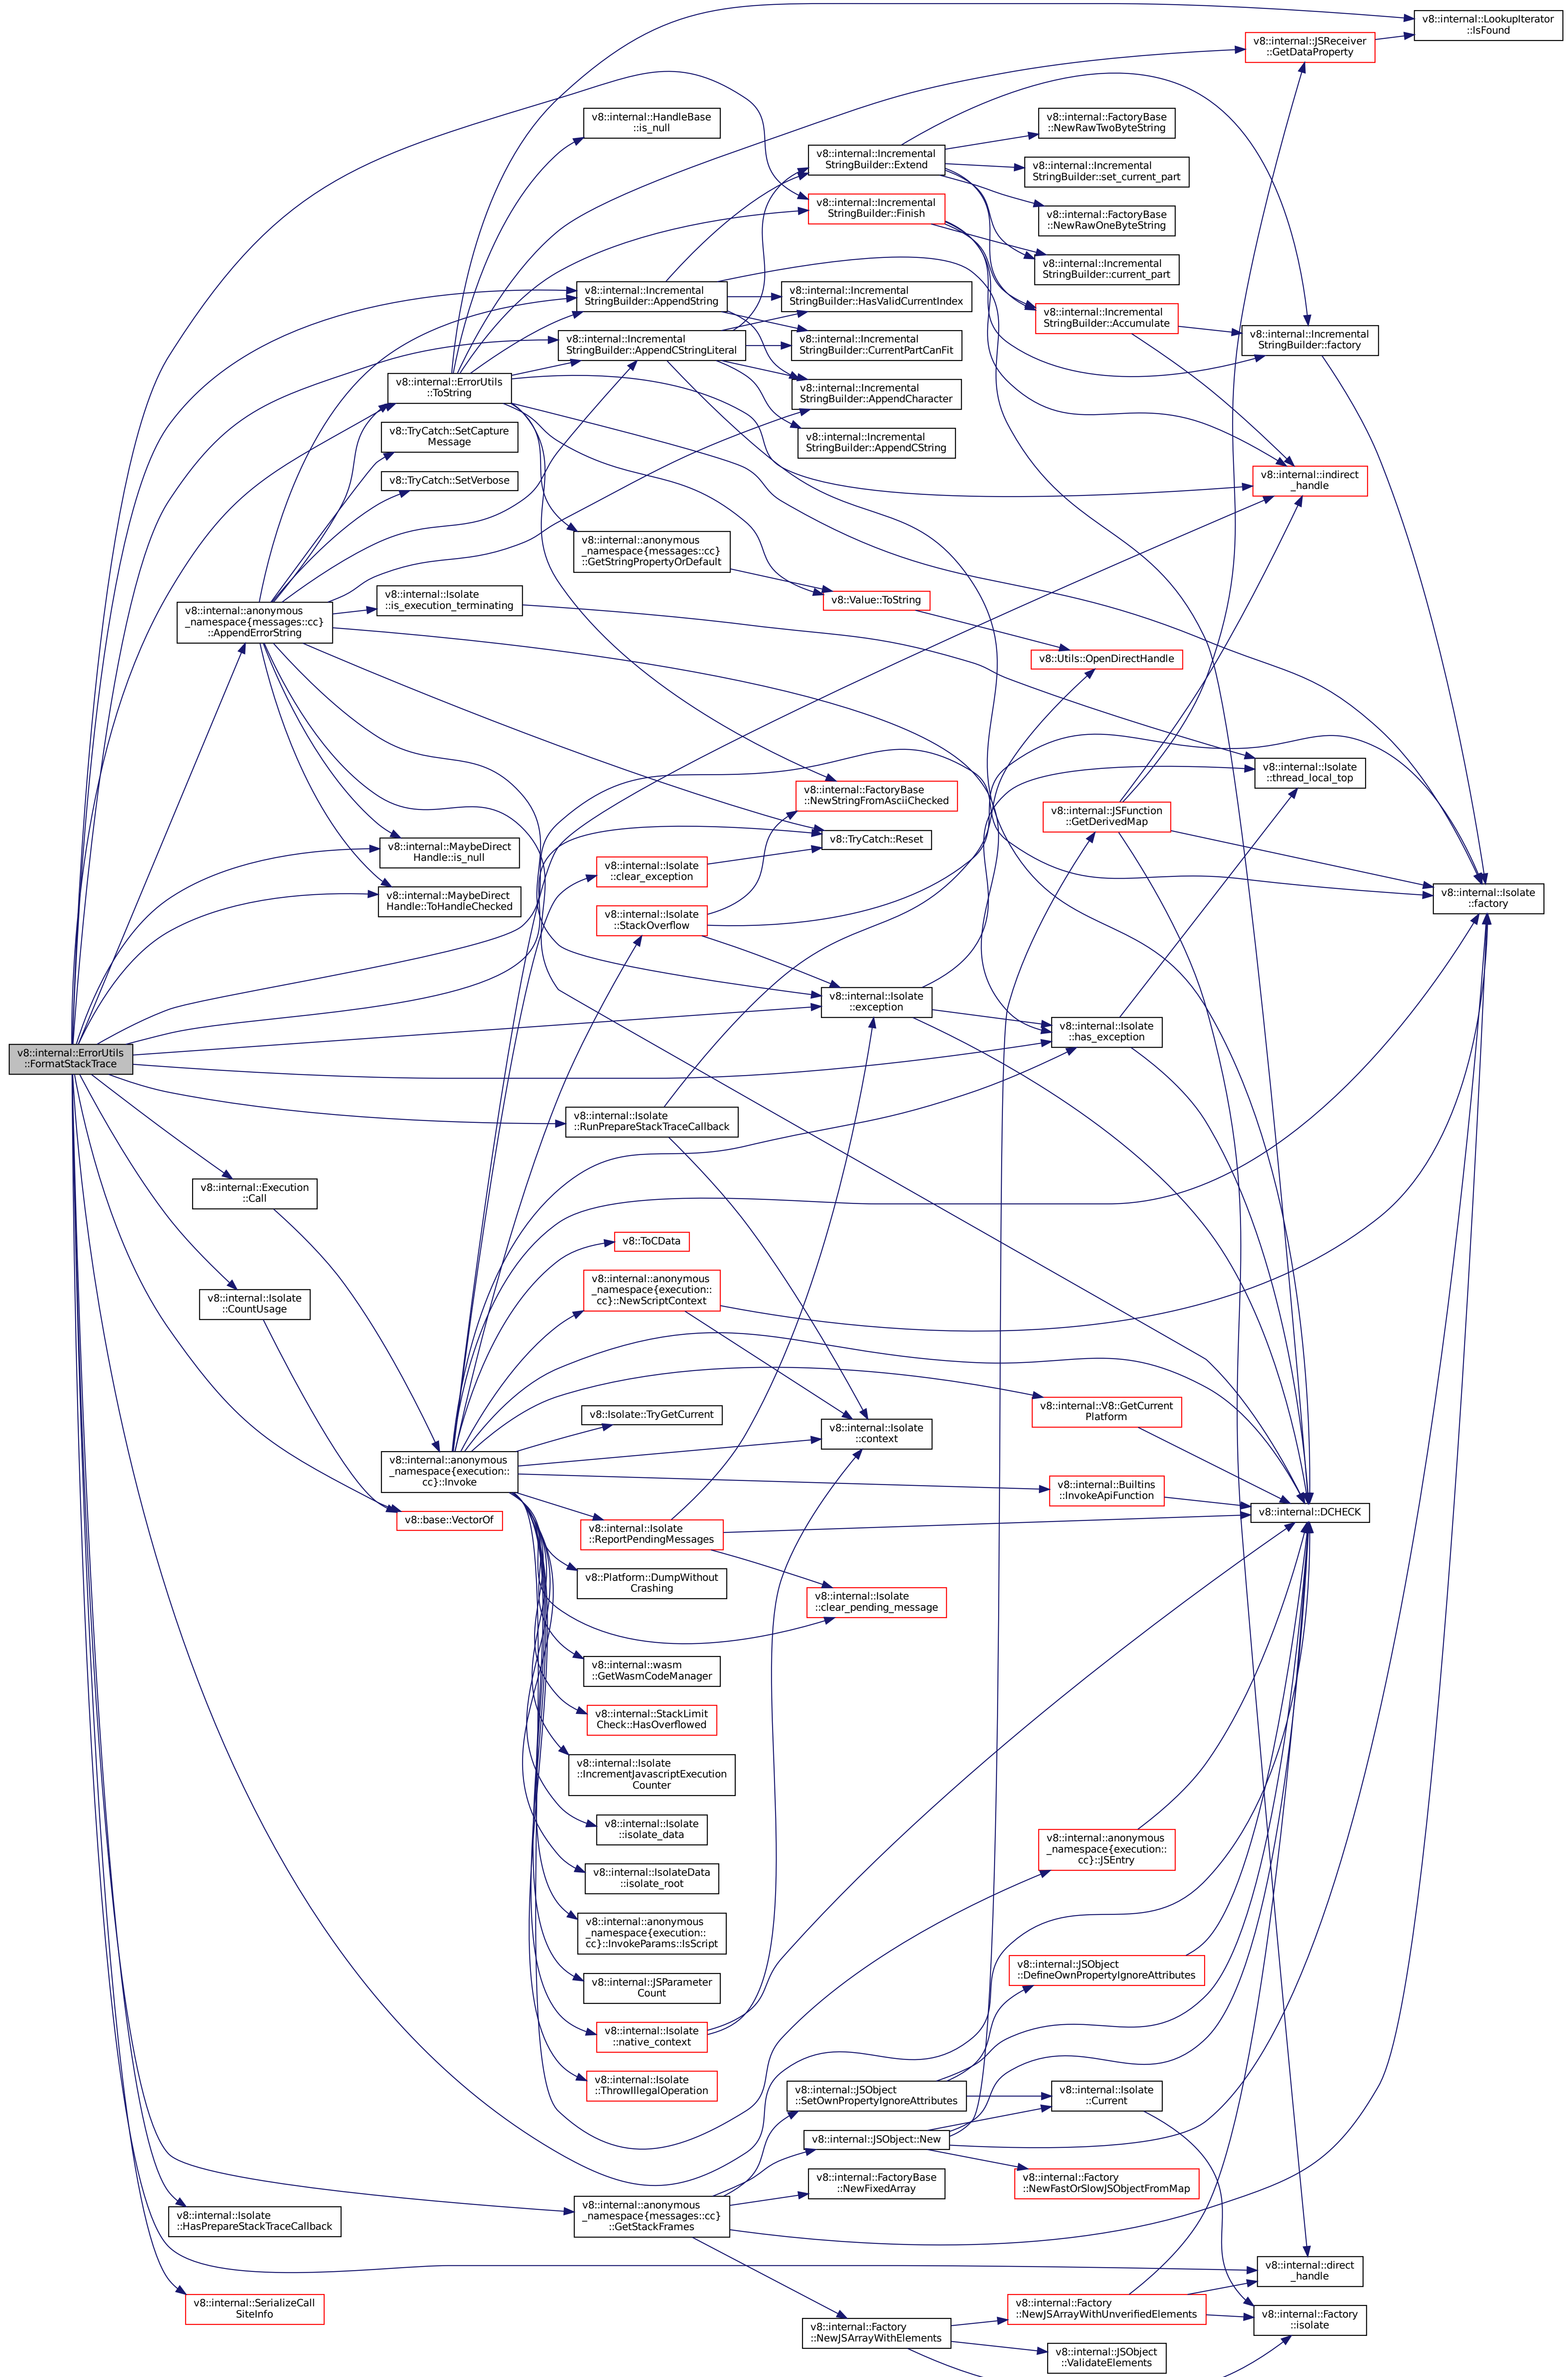 v8::internal::LookupIterator
::IsFound
v8::internal::JSReceiver
::GetDataProperty
v8::internal::HandleBase
::is_null
v8::internal::FactoryBase
::NewRawTwoByteString
v8::internal::Incremental
StringBuilder::Extend
v8::internal::Incremental
StringBuilder::set_current_part
v8::internal::Incremental
StringBuilder::Finish
v8::internal::FactoryBase
::NewRawOneByteString
v8::internal::Incremental
StringBuilder::current_part
v8::internal::Incremental
StringBuilder::AppendString
v8::internal::Incremental
StringBuilder::HasValidCurrentIndex
v8::internal::Incremental
StringBuilder::Accumulate
v8::internal::Incremental
StringBuilder::factory
v8::internal::Incremental
StringBuilder::AppendCStringLiteral
v8::internal::Incremental
StringBuilder::CurrentPartCanFit
v8::internal::ErrorUtils
::ToString
v8::internal::Incremental
StringBuilder::AppendCharacter
v8::TryCatch::SetCapture
Message
v8::internal::Incremental
StringBuilder::AppendCString
v8::TryCatch::SetVerbose
v8::internal::indirect
_handle
v8::internal::anonymous
_namespace{messages::cc}
::GetStringPropertyOrDefault
v8::internal::Isolate
::is_execution_terminating
v8::Value::ToString
v8::internal::anonymous
_namespace{messages::cc}
::AppendErrorString
v8::Utils::OpenDirectHandle
v8::internal::Isolate
::thread_local_top
v8::internal::FactoryBase
::NewStringFromAsciiChecked
v8::internal::JSFunction
::GetDerivedMap
v8::TryCatch::Reset
v8::internal::MaybeDirect
Handle::is_null
v8::internal::Isolate
::clear_exception
v8::internal::MaybeDirect
Handle::ToHandleChecked
v8::internal::Isolate
::factory
v8::internal::Isolate
::StackOverflow
v8::internal::Isolate
::exception
v8::internal::Isolate
::has_exception
v8::internal::ErrorUtils
::FormatStackTrace
v8::internal::Isolate
::RunPrepareStackTraceCallback
v8::internal::Execution
::Call
v8::ToCData
v8::internal::Isolate
::CountUsage
v8::internal::anonymous
_namespace{execution::
cc}::NewScriptContext
v8::Isolate::TryGetCurrent
v8::internal::V8::GetCurrent
Platform
v8::internal::Isolate
::context
v8::internal::anonymous
_namespace{execution::
cc}::Invoke
v8::internal::Builtins
::InvokeApiFunction
v8::base::VectorOf
v8::internal::Isolate
::ReportPendingMessages
v8::internal::DCHECK
v8::Platform::DumpWithout
Crashing
v8::internal::Isolate
::clear_pending_message
v8::internal::wasm
::GetWasmCodeManager
v8::internal::StackLimit
Check::HasOverflowed
v8::internal::Isolate
::IncrementJavascriptExecution
Counter
v8::internal::Isolate
::isolate_data
v8::internal::anonymous
_namespace{execution::
cc}::JSEntry
v8::internal::IsolateData
::isolate_root
v8::internal::anonymous
_namespace{execution::
cc}::InvokeParams::IsScript
v8::internal::JSObject
::DefineOwnPropertyIgnoreAttributes
v8::internal::JSParameter
Count
v8::internal::Isolate
::native_context
v8::internal::Isolate
::ThrowIllegalOperation
v8::internal::JSObject
::SetOwnPropertyIgnoreAttributes
v8::internal::Isolate
::Current
v8::internal::JSObject::New
v8::internal::FactoryBase
::NewFixedArray
v8::internal::Factory
::NewFastOrSlowJSObjectFromMap
v8::internal::anonymous
_namespace{messages::cc}
::GetStackFrames
v8::internal::Isolate
::HasPrepareStackTraceCallback
v8::internal::direct
_handle
v8::internal::SerializeCall
SiteInfo
v8::internal::Factory
::NewJSArrayWithUnverifiedElements
v8::internal::Factory
::isolate
v8::internal::Factory
::NewJSArrayWithElements
v8::internal::JSObject
::ValidateElements